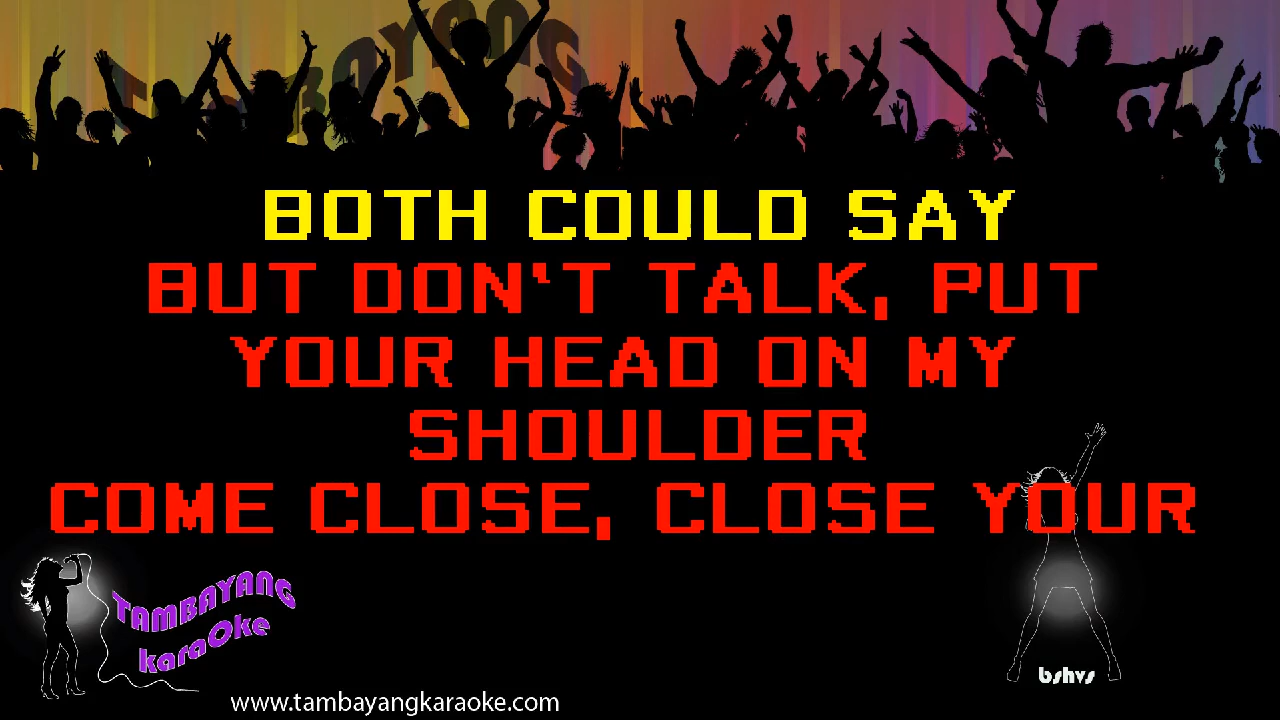 TAMBAYANG
BOTH COULD SAY
BUT DON'T TALK, PUT
YOUR HEAD ON MY
SHOULDER
COME CLOSE, CLOSE YOUR
TAMBAYANG
karaOke
bshvs
www.tambayangkaraoke.com